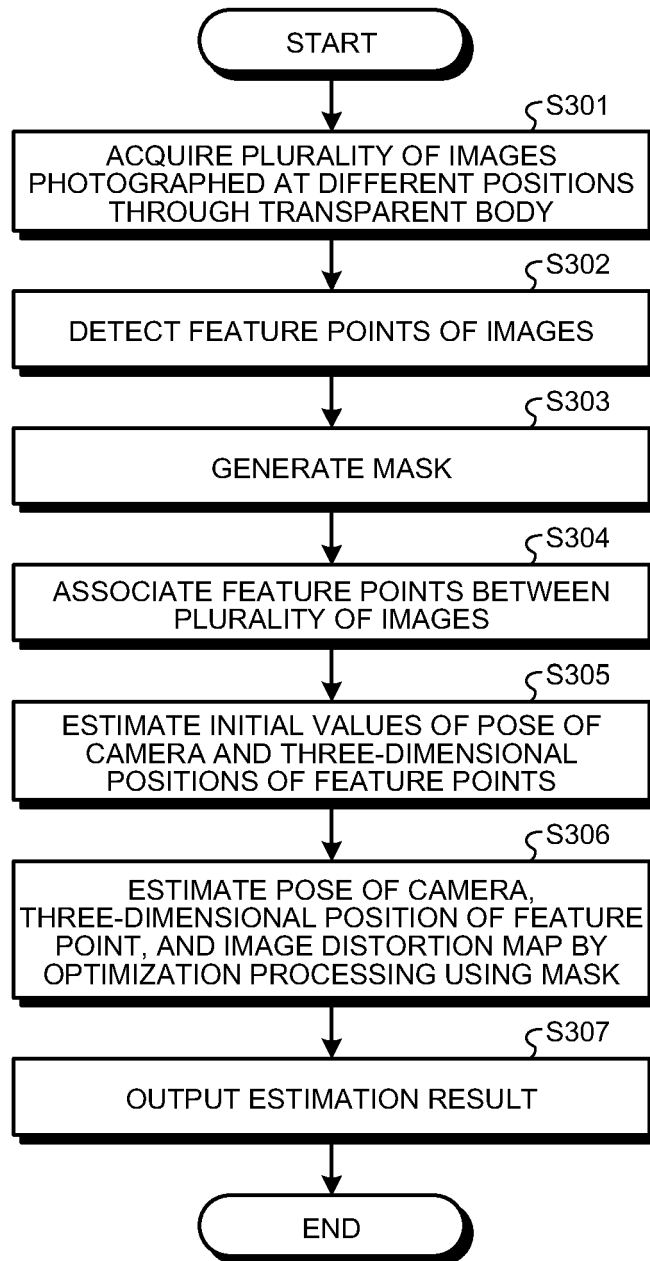 START
S301
ACQUIRE PLURALITY OF IMAGES
PHOTOGRAPHED AT DIFFERENT POSITIONS
THROUGH TRANSPARENT BODY
S302
DETECT FEATURE POINTS OF IMAGES
S303
GENERATE MASK
S304
ASSOCIATE FEATURE POINTS BETWEEN
PLURALITY OF IMAGES
S305
ESTIMATE INITIAL VALUES OF POSE OF
CAMERA AND THREE-DIMENSIONAL
POSITIONS OF FEATURE POINTS
S306
ESTIMATE POSE OF CAMERA,
THREE-DIMENSIONAL POSITION OF FEATURE
POINT, AND IMAGE DISTORTION MAP BY
OPTIMIZATION PROCESSING USING MASK
S307
OUTPUT ESTIMATION RESULT
END